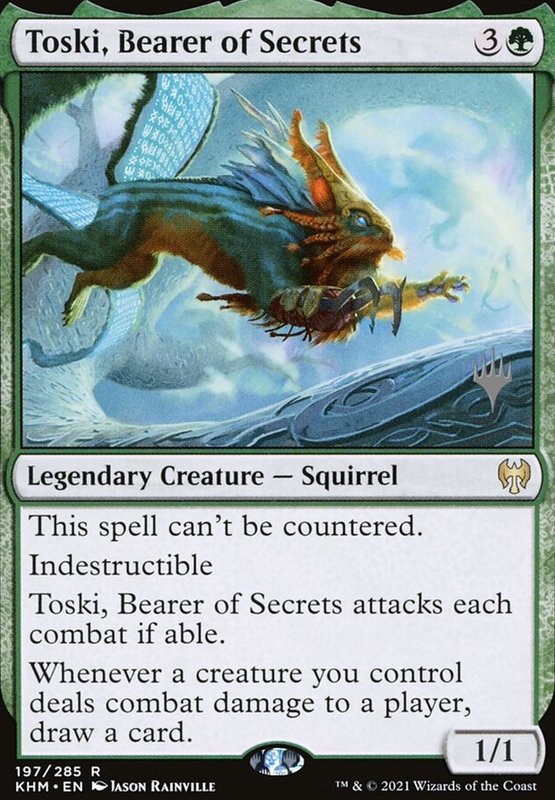 Toski, Bearer of Secrets 3
Legendary Creature — Squirrel
This spell can't be countered.
Indestructible
Toski, Bearer of Secrets attacks each
combat if able.
Whenever a creature you control
deals combat damage to a player,
draw a card.
1/1
197/285 R
KHM • EN Jason Rainville
™ & © 2021 Wizards of the Coast